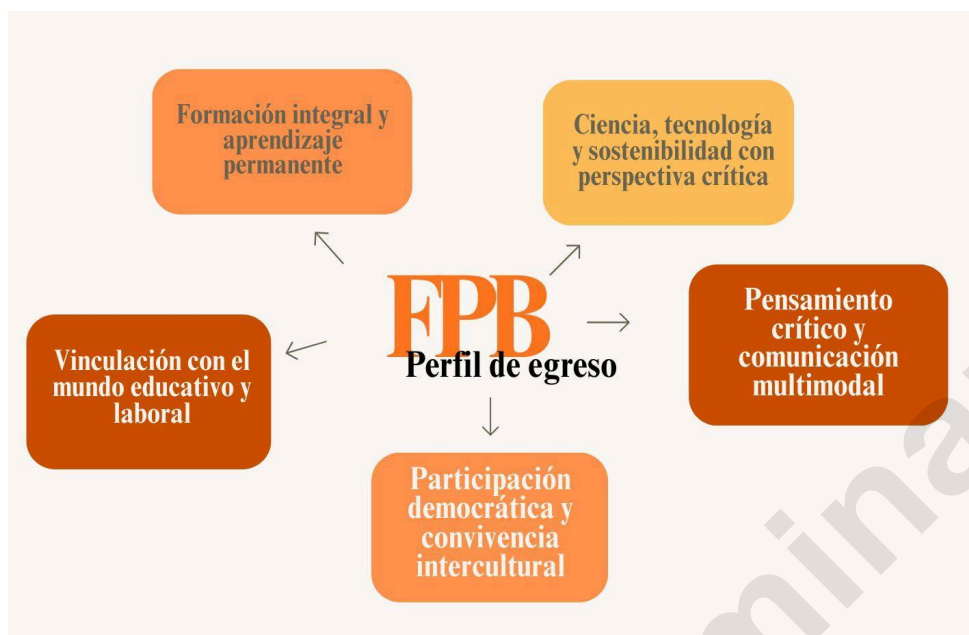 Formación integral y
aprendizaje
permanente
Ciencia, tecnología
y sostenibilidad con
perspectiva crítica
FPB
Perfil de egreso
Pensamiento
crítico y
comunicación
multimodal
Vinculación con el
mundo educativo y
laboral
Participación
democrática y
convivencia
intercultural